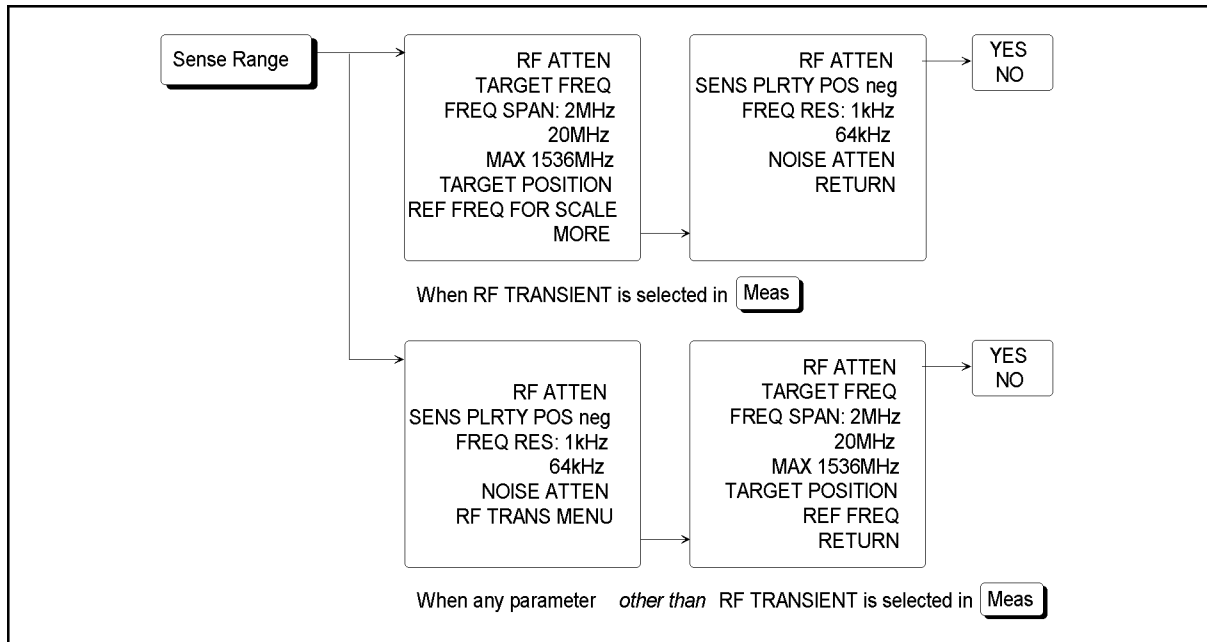 Sense Range
RF ATTEN
TARGET FREQ
FREQ SPAN: 2MHz
20MHz
MAX 1536MHz
TARGET POSITION
REF FREQ FOR SCALE
MORE
RF ATTEN
SENS PLRTY POS neg
FREQ RES: 1kHz
64kHz
NOISE ATTEN
RETURN
YES
NO
When RF TRANSIENT is selected in Meas
RF ATTEN
SENS PLRTY POS neg
FREQ RES: 1kHz
64kHz
NOISE ATTEN
RF TRANS MENU
RF ATTEN
TARGET FREQ
FREQ SPAN: 2MHz
20MHz
MAX 1536MHz
TARGET POSITION
REF FREQ
RETURN
YES
NO
When any parameter other than RF TRANSIENT is selected in Meas